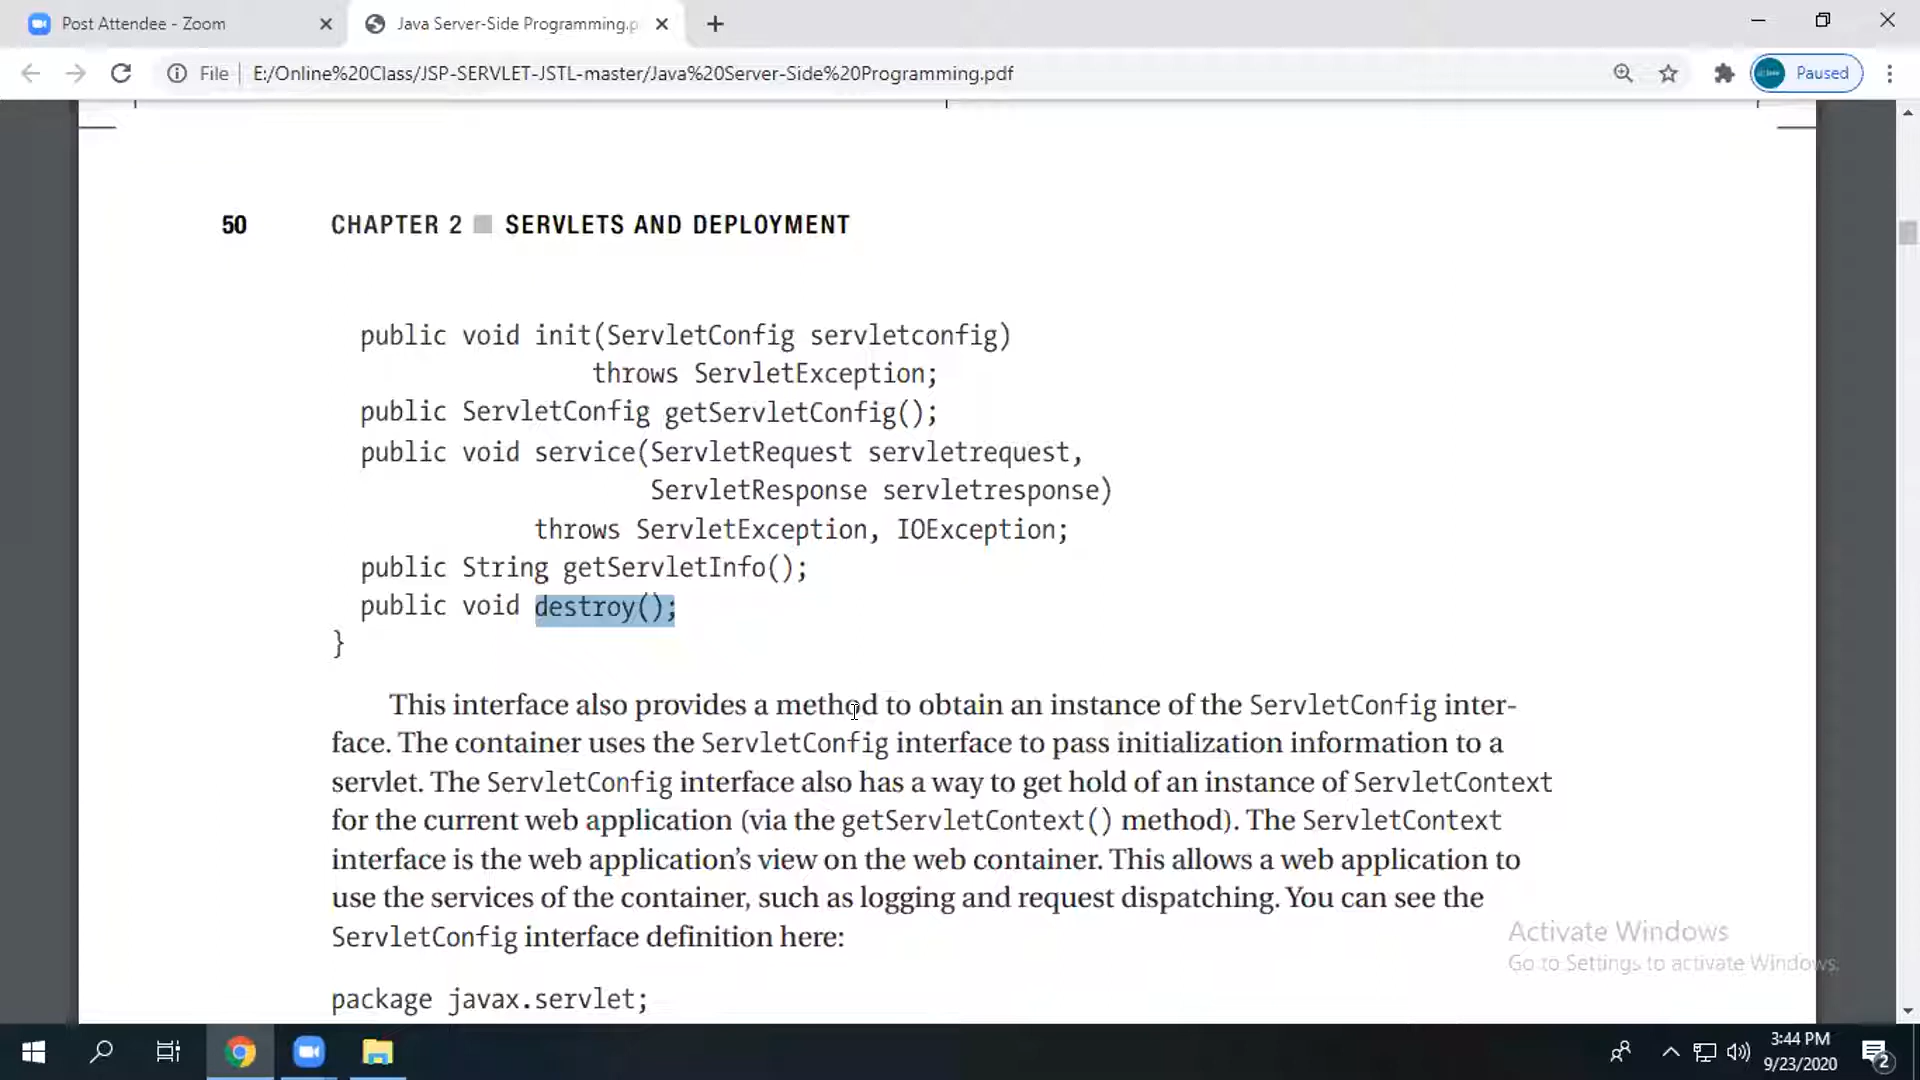 Post Attendee - Zoom
Java Server-Side Programming.p
File
E:/Online%20Class/JSP-SERVLET-JSTL-master/Java%20Server-Side%20Programming.pdf
Paused
50 CHAPTER 2 ■ SERVLETS AND DEPLOYMENT
public void init(ServletConfig servletconfig)
throws ServletException;
public ServletConfig getServletConfig();
public void service(ServletRequest servletrequest,
ServletResponse servletresponse)
throws ServletException, IOException;
public String getServletInfo();
public void destroy();
}
This interface also provides a method to obtain an instance of the ServletConfig inter-
face. The container uses the ServletConfig interface to pass initialization information to a
servlet. The ServletConfig interface also has a way to get hold of an instance of ServletContext
for the current web application (via the getServletContext() method). The ServletContext
interface is the web application's view on the web container. This allows a web application to
use the services of the container, such as logging and request dispatching. You can see the
ServletConfig interface definition here:
package javax.servlet;
Activate Windows
Go to Settings to activate Windows.
3:44 PM
9/23/2020
2